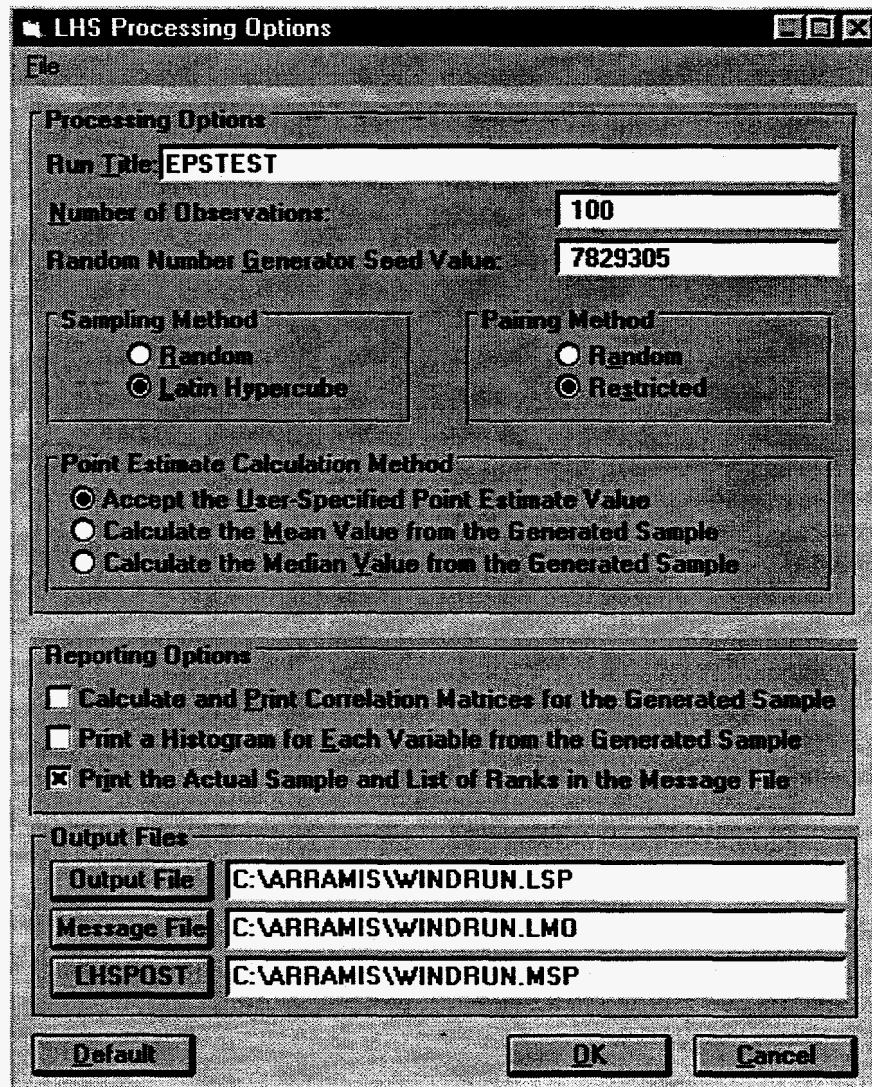 LHS Processing Options
File
Processing Options
Run Title: EPSTEST
Number of Observations: 100
Random Number Generator Seed Value: 7829305
Sampling Method
Random
Latin Hypercube
Pairing Method
Random
Restricted
Point Estimate Calculation Method
Accept the User-Specified Point Estimate Value
Calculate the Mean Value from the Generated Sample
Calculate the Median Value from the Generated Sample
Reporting Options
Calculate and Print Correlation Matrices for the Generated Sample
Print a Histogram for Each Variable from the Generated Sample
Print the Actual Sample and List of Ranks in the Message File
Output Files
Output File C:\ARRAMIS\WINDRUN.LSP
Message File C:\ARRAMIS\WINDRUN.LMO
LHSPOST C:\ARRAMIS\WINDRUN.MSP
Default OK Cancel